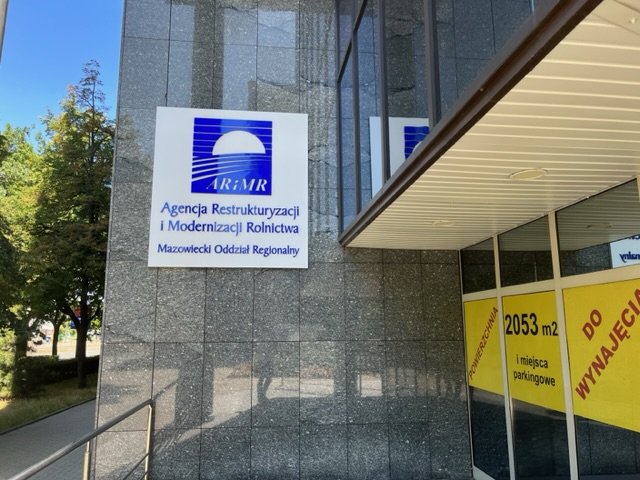 ARiMR
Agencja Restrukturyzacji
i Modernizacji Rolnictwa
Mazowiecki Oddział Regionalny
POWIERZCHNIA
2053 m2
i miejsca
parkingowe
DO
WYNAJĘCIA